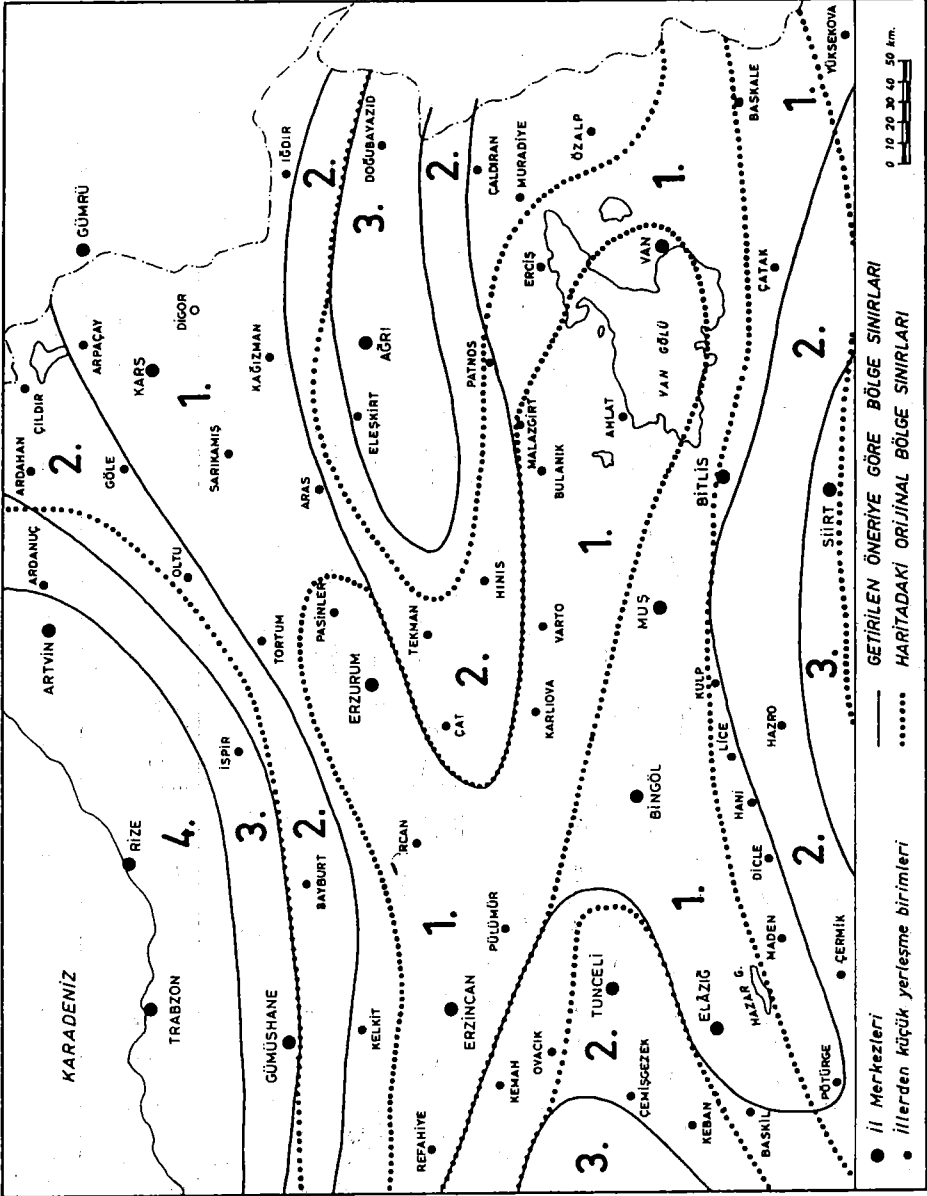 KARADENİZ
TRABZON
RİZE
ARTVİN
ARDANUÇ
ARDAHAN
ÇILDIR
GÜMRÜ
4.
İSPİR
3.
OLTU
2.
GÖLE
ARPAÇAY
KARS
DİGOR
1.
SARIKAMIŞ
KAĞIZMAN
IĞDIR
GÜMÜSHANE
BAYBURT
2.
TORTUM
PASİNLER
ARAS
2.
DOĞUBAYAZID
3.
KELKİT
ERZURUM
ELEŞKİRT
AĞRI
REFAHİYE
RCAN
1.
TEKMAN
ERZİNCAN
ÇAT
2.
HINIS
PATNOS
2.
ÇALDIRAN
MURADİYE
KEMAH
PÜLÜMÜR
KARLIOVA
VARTO
MALAZGİRT
BULANIK
ERCİŞ
ÖZALP
OVACIK
TUNCELİ
2.
3.
ÇEMİŞGEZEK
BİNGÖL
MUŞ
1.
AHLAT
VAN GÖLÜ
VAN
1.
KEBAN
ELÂZIĞ
1.
KULP
BİTLİS
BASKİL
HAZAR G.
MADEN
DİCLE
HANİ
LİCE
HAZRO
ÇATAK
BAŞKALE
PÖTÜRGE
ÇERMİK
2.
3.
SİİRT
2.
1.
YÜKSEKOVA
İl Merkezleri
İllerden küçük yerleşme birimleri
GETİRİLEN ÖNERİYE GÖRE BÖLGE SINIRLARI
HARİTADAKİ ORİJİNAL BÖLGE SINIRLARI
0 10 20 30 40 50 km.